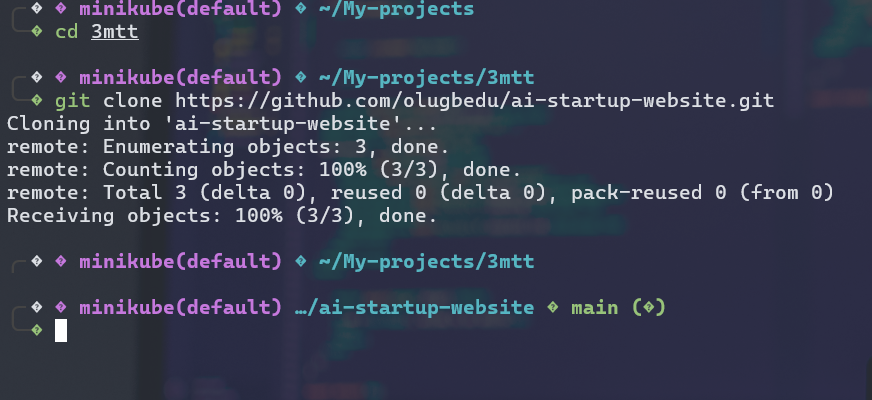 � � minikube(default) � ~/My-projects
� cd 3mtt
� � minikube(default) � ~/My-projects/3mtt
� git clone https://github.com/olugbedu/ai-startup-website.git
Cloning into 'ai-startup-website'...
remote: Enumerating objects: 3, done.
remote: Counting objects: 100% (3/3), done.
remote: Total 3 (delta 0), reused 0 (delta 0), pack-reused 0 (from 0)
Receiving objects: 100% (3/3), done.
� � minikube(default) � ~/My-projects/3mtt
� � minikube(default) …/ai-startup-website � main (�)
�